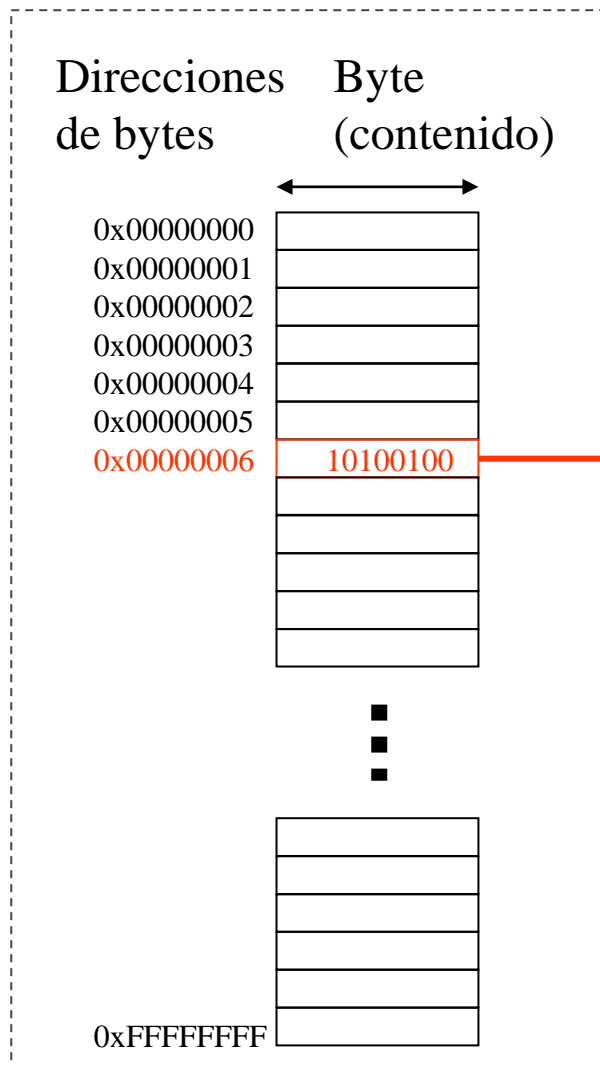 Direcciones Byte
de bytes (contenido)
0x00000000
0x00000001
0x00000002
0x00000003
0x00000004
0x00000005
0x00000006 10100100
0xFFFFFFFF